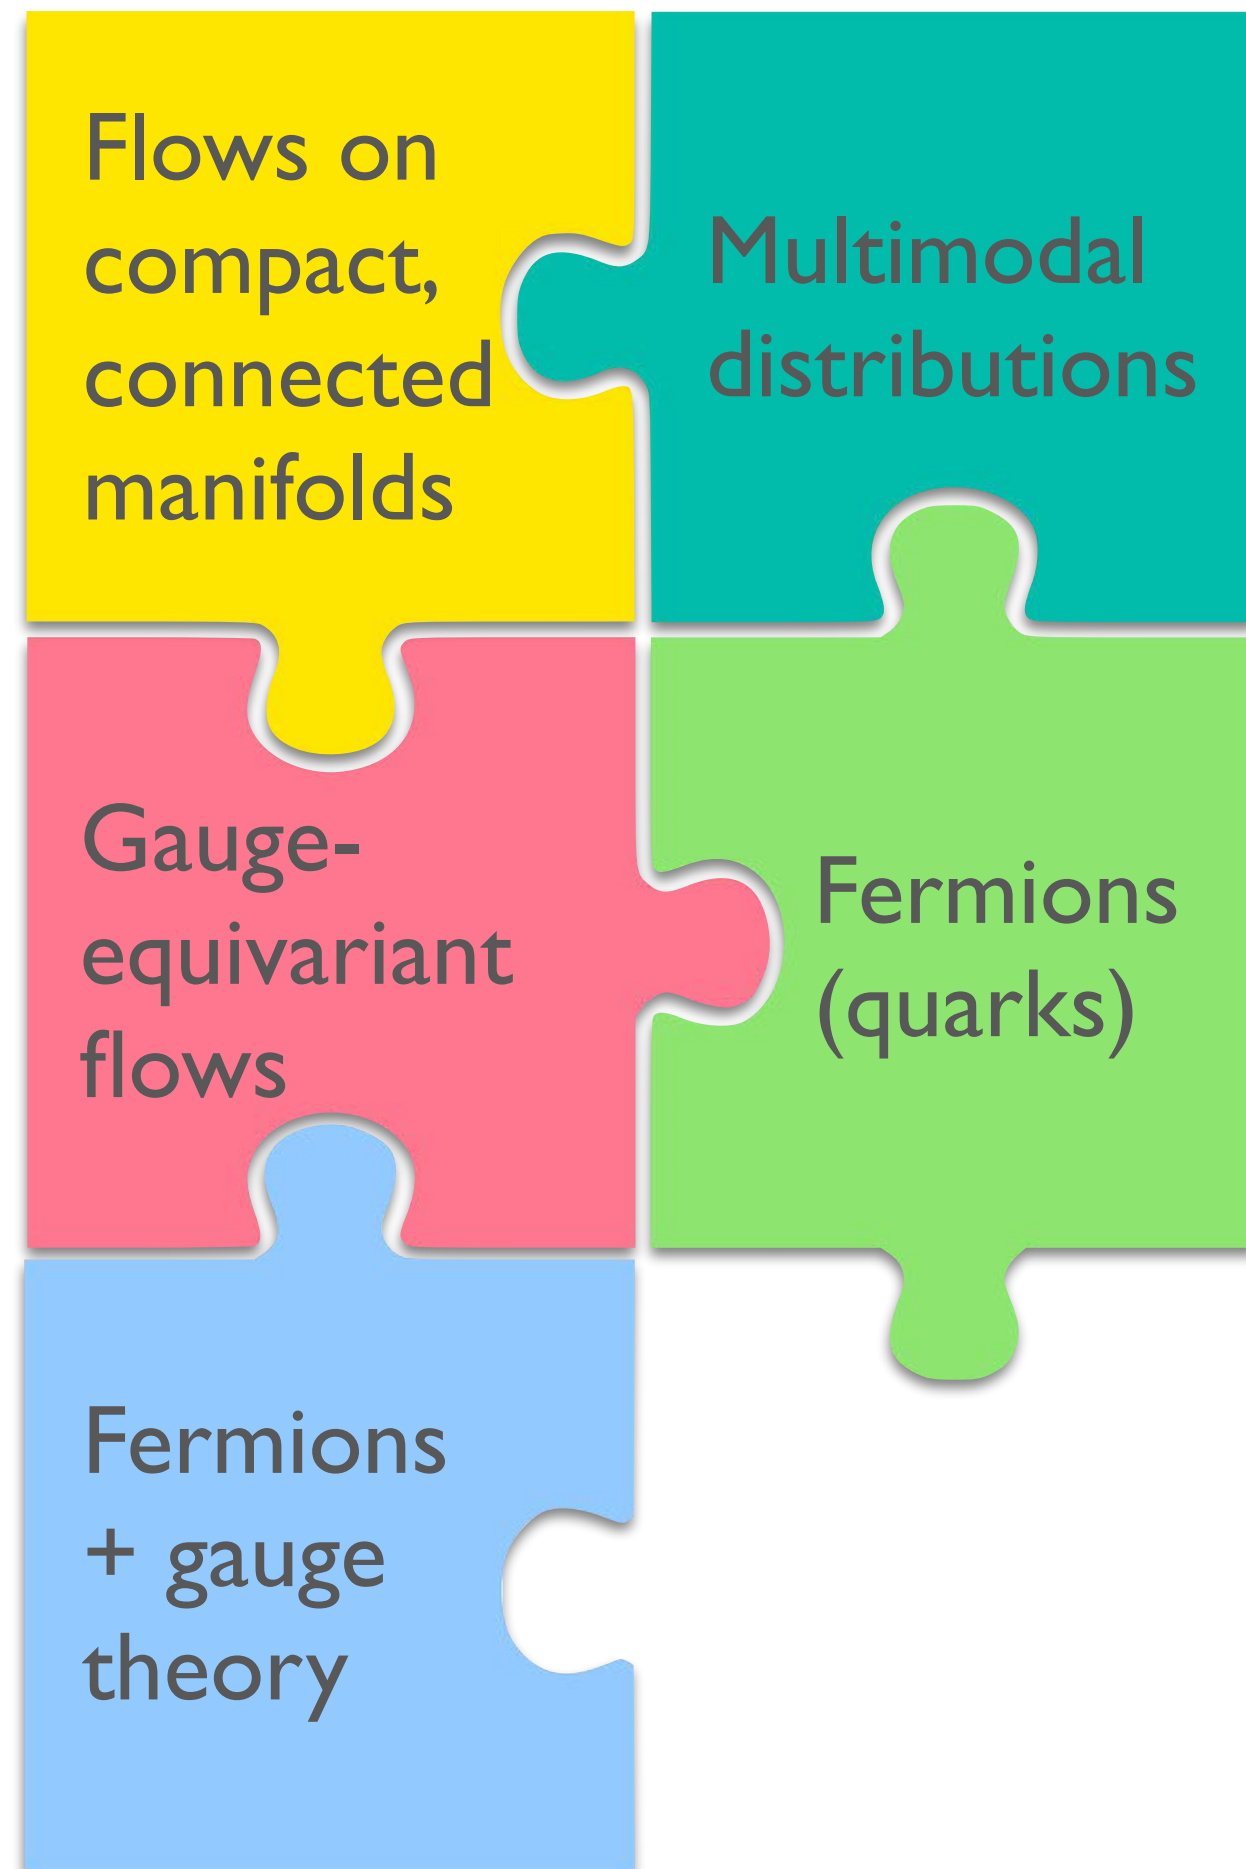 Flows on
compact,
connected
manifolds
Multimodal
distributions
Gauge-
equivariant
flows
Fermions
(quarks)
Fermions
+ gauge
theory